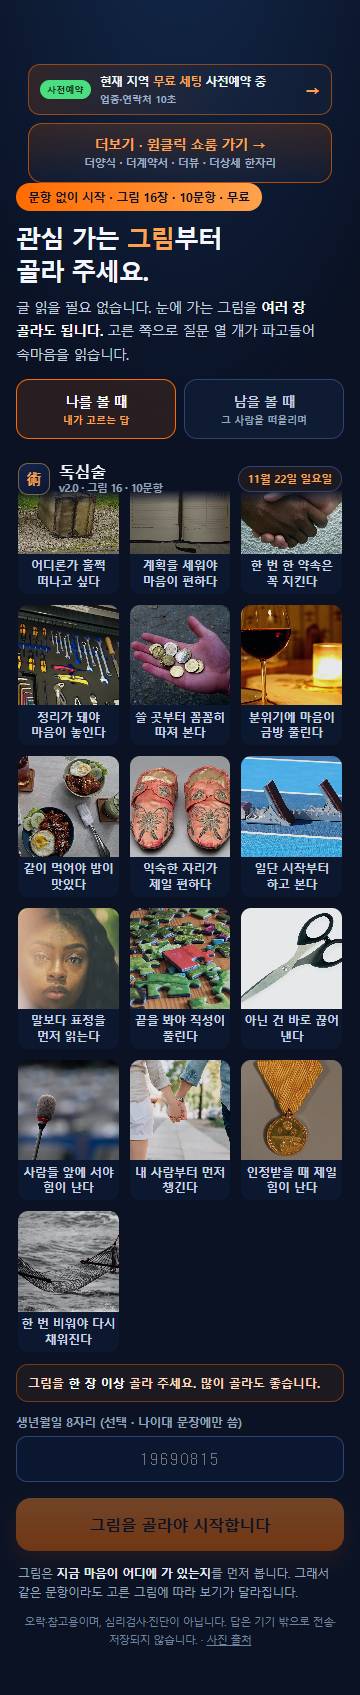 사전예약
현재 지역 무료 세팅 사전예약 중
업종·연락처 10초
→
더보기 · 원클릭 쇼룸 가기 →
더양식 · 더계약서 · 더뷰 · 더상세 한자리
문항 없이 시작 · 그림 16장 · 10문항 · 무료
관심 가는 그림부터
골라 주세요.
글 읽을 필요 없습니다. 눈에 가는 그림을 여러 장
골라도 됩니다. 고른 쪽으로 질문 열 개가 파고들어
속마음을 읽습니다.
나를 볼 때
내가 고르는 답
남을 볼 때
그 사람을 떠올리며
術
독심술
v2.0 · 그림 16 · 10문항
11월 22일 일요일
어디론가 훌쩍
떠나고 싶다
계획을 세워야
마음이 편하다
한 번 한 약속은
꼭 지킨다
정리가 돼야
마음이 놓인다
쓸 곳부터 꼼꼼히
따져 본다
분위기에 마음이
금방 풀린다
같이 먹어야 밥이
맛있다
익숙한 자리가
제일 편하다
일단 시작부터
하고 본다
말보다 표정을
먼저 읽는다
끝을 봐야 직성이
풀린다
아닌 건 바로 끊어
낸다
사람들 앞에 서야
힘이 난다
내 사람부터 먼저
챙긴다
인정받을 때 제일
힘이 난다
한 번 비워야 다시
채워진다
그림을 한 장 이상 골라 주세요. 많이 골라도 좋습니다.
생년월일 8자리 (선택 · 나이대 문장에만 씀)
19690815
그림을 골라야 시작합니다
그림은 지금 마음이 어디에 가 있는지를 먼저 봅니다. 그래서
같은 문항이라도 고른 그림에 따라 보기가 달라집니다.
오락·참고용이며, 심리검사·진단이 아닙니다. 답은 기기 밖으로 전송·
저장되지 않습니다. · 사진 출처